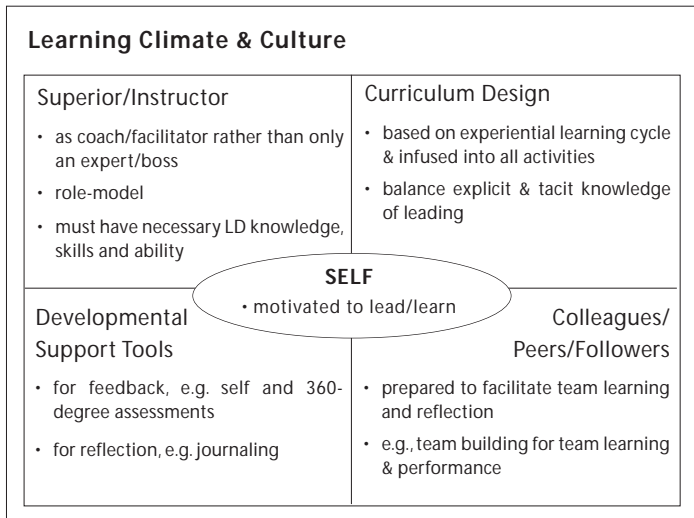 Learning Climate & Culture
Superior/Instructor
• as coach/facilitator rather than only
an expert/boss
• role-model
• must have necessary LD knowledge,
skills and ability
Curriculum Design
• based on experiential learning cycle
& infused into all activities
• balance explicit & tacit knowledge
of leading
SELF
• motivated to lead/learn
Developmental
Support Tools
• for feedback, e.g. self and 360-
degree assessments
• for reflection, e.g. journaling
Colleagues/
Peers/Followers
• prepared to facilitate team learning
and reflection
• e.g., team building for team learning
& performance